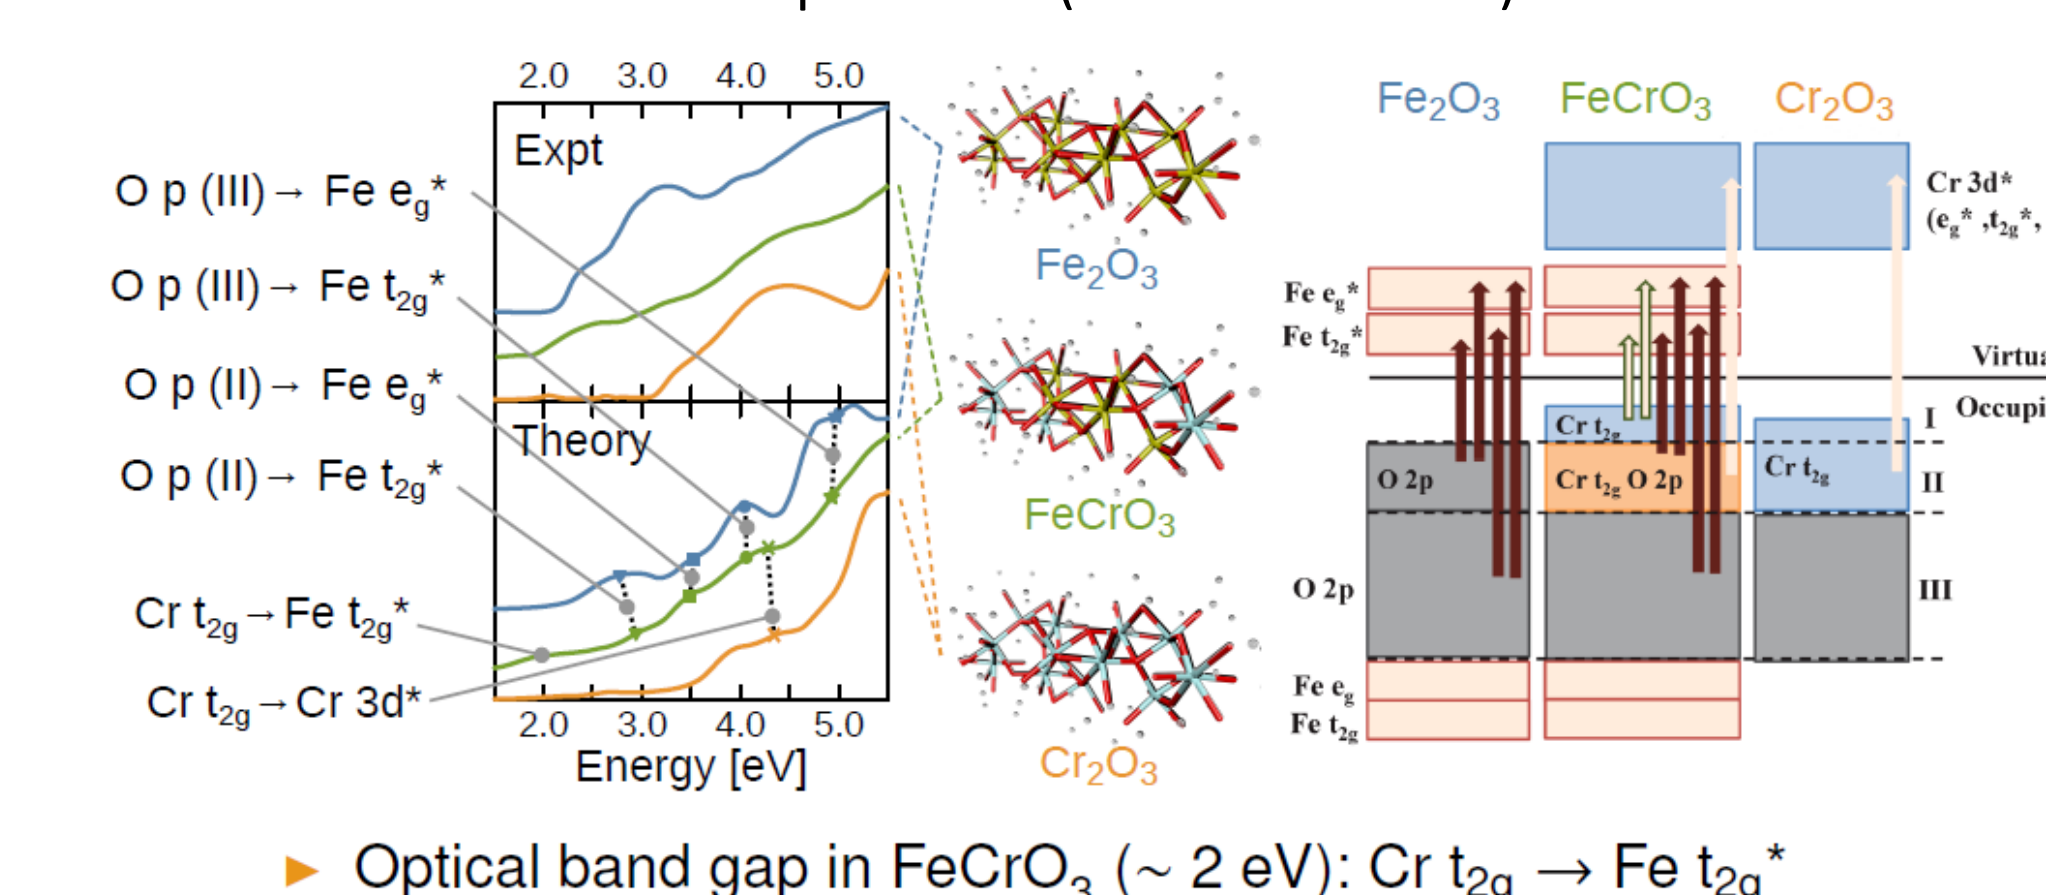 2.0 3.0 4.0 5.0
Expt
O p (III)→ Fe eg*
O p (III)→ Fe t2g*
O p (II)→ Fe eg*
O p (II)→ Fe t2g*
Cr t2g→Fe t2g*
Cr t2g→Cr 3d*
Theory
2.0 3.0 4.0 5.0
Energy [eV]
Fe2O3
FeCrO3
Cr2O3
Fe2O3 FeCrO3 Cr2O3
Cr 3d*
(eg* ,t2g*,
Fe eg*
Fe t2g*
Virtua
Occupi
I
Cr t2g
O 2p
Cr t2g O 2p
Cr t2g
II
O 2p
III
Fe eg
Fe t2g
► Optical band gap in FeCrO3 (~ 2 eV): Cr t2g → Fe t2g*